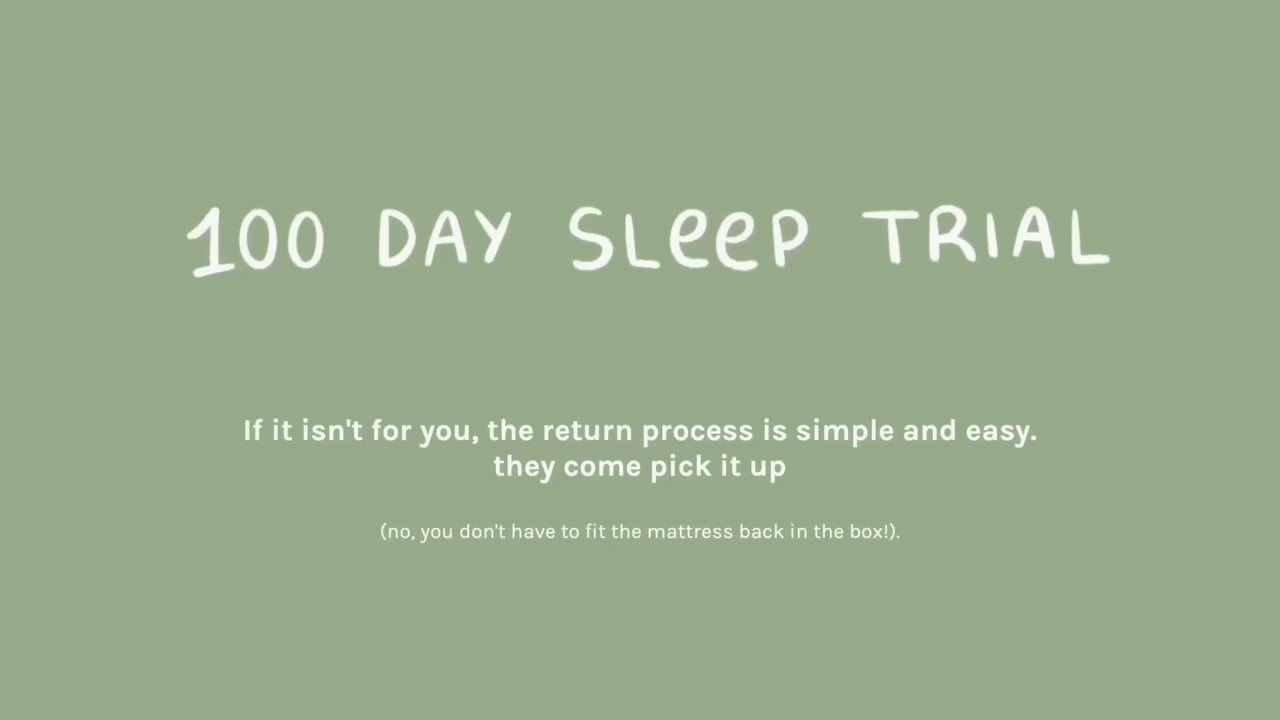 100 DAY SLeeP TRIAL
If it isn't for you, the return process is simple and easy.
they come pick it up
(no, you don't have to fit the mattress back in the box!).